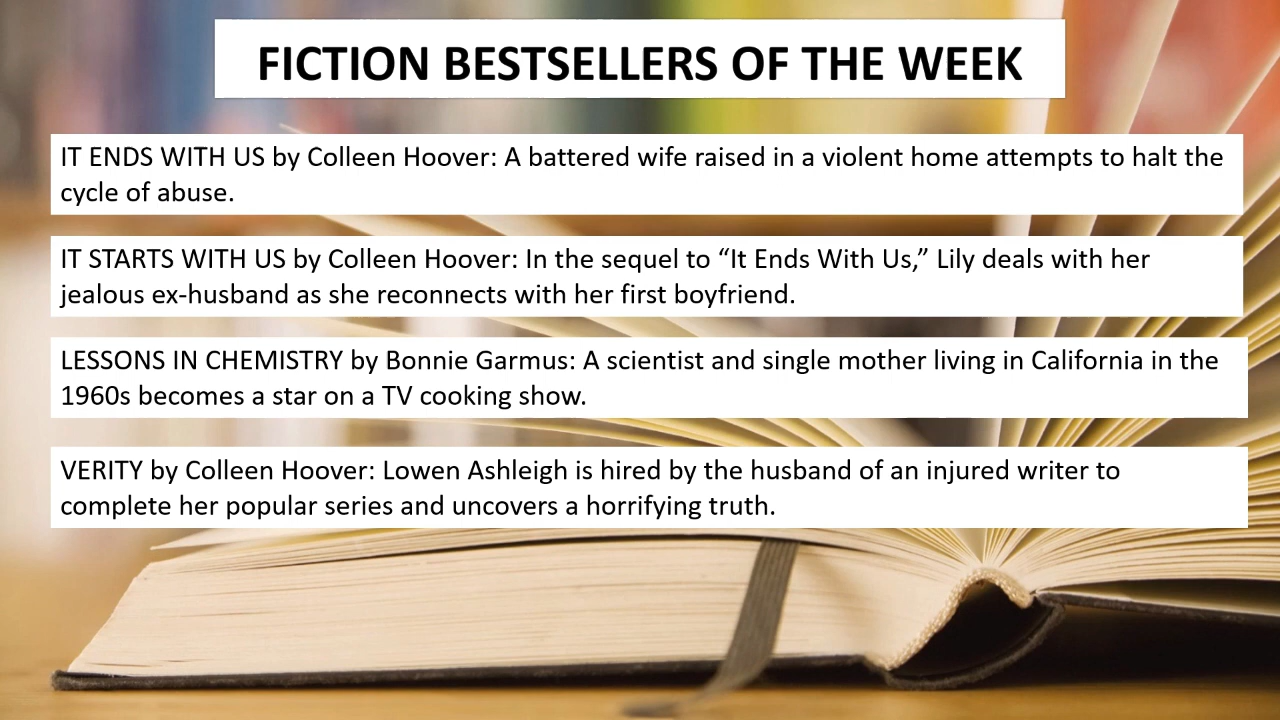 FICTION BESTSELLERS OF THE WEEK
IT ENDS WITH US by Colleen Hoover: A battered wife raised in a violent home attempts to halt the
cycle of abuse.
IT STARTS WITH US by Colleen Hoover: In the sequel to “It Ends With Us,” Lily deals with her
jealous ex-husband as she reconnects with her first boyfriend.
LESSONS IN CHEMISTRY by Bonnie Garmus: A scientist and single mother living in California in the
1960s becomes a star on a TV cooking show.
VERITY by Colleen Hoover: Lowen Ashleigh is hired by the husband of an injured writer to
complete her popular series and uncovers a horrifying truth.